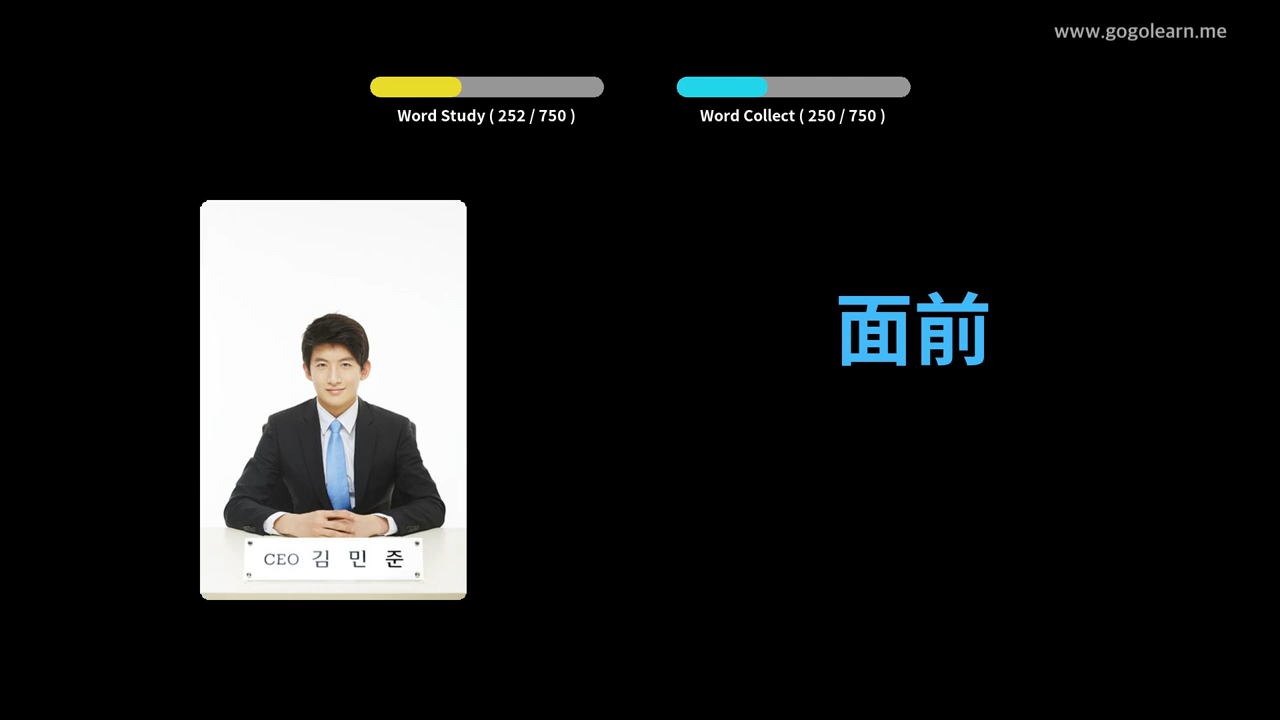 www.gogolearn.me
Word Study ( 252 / 750 )
Word Collect ( 250 / 750 )
面前
CEO 김 민 준